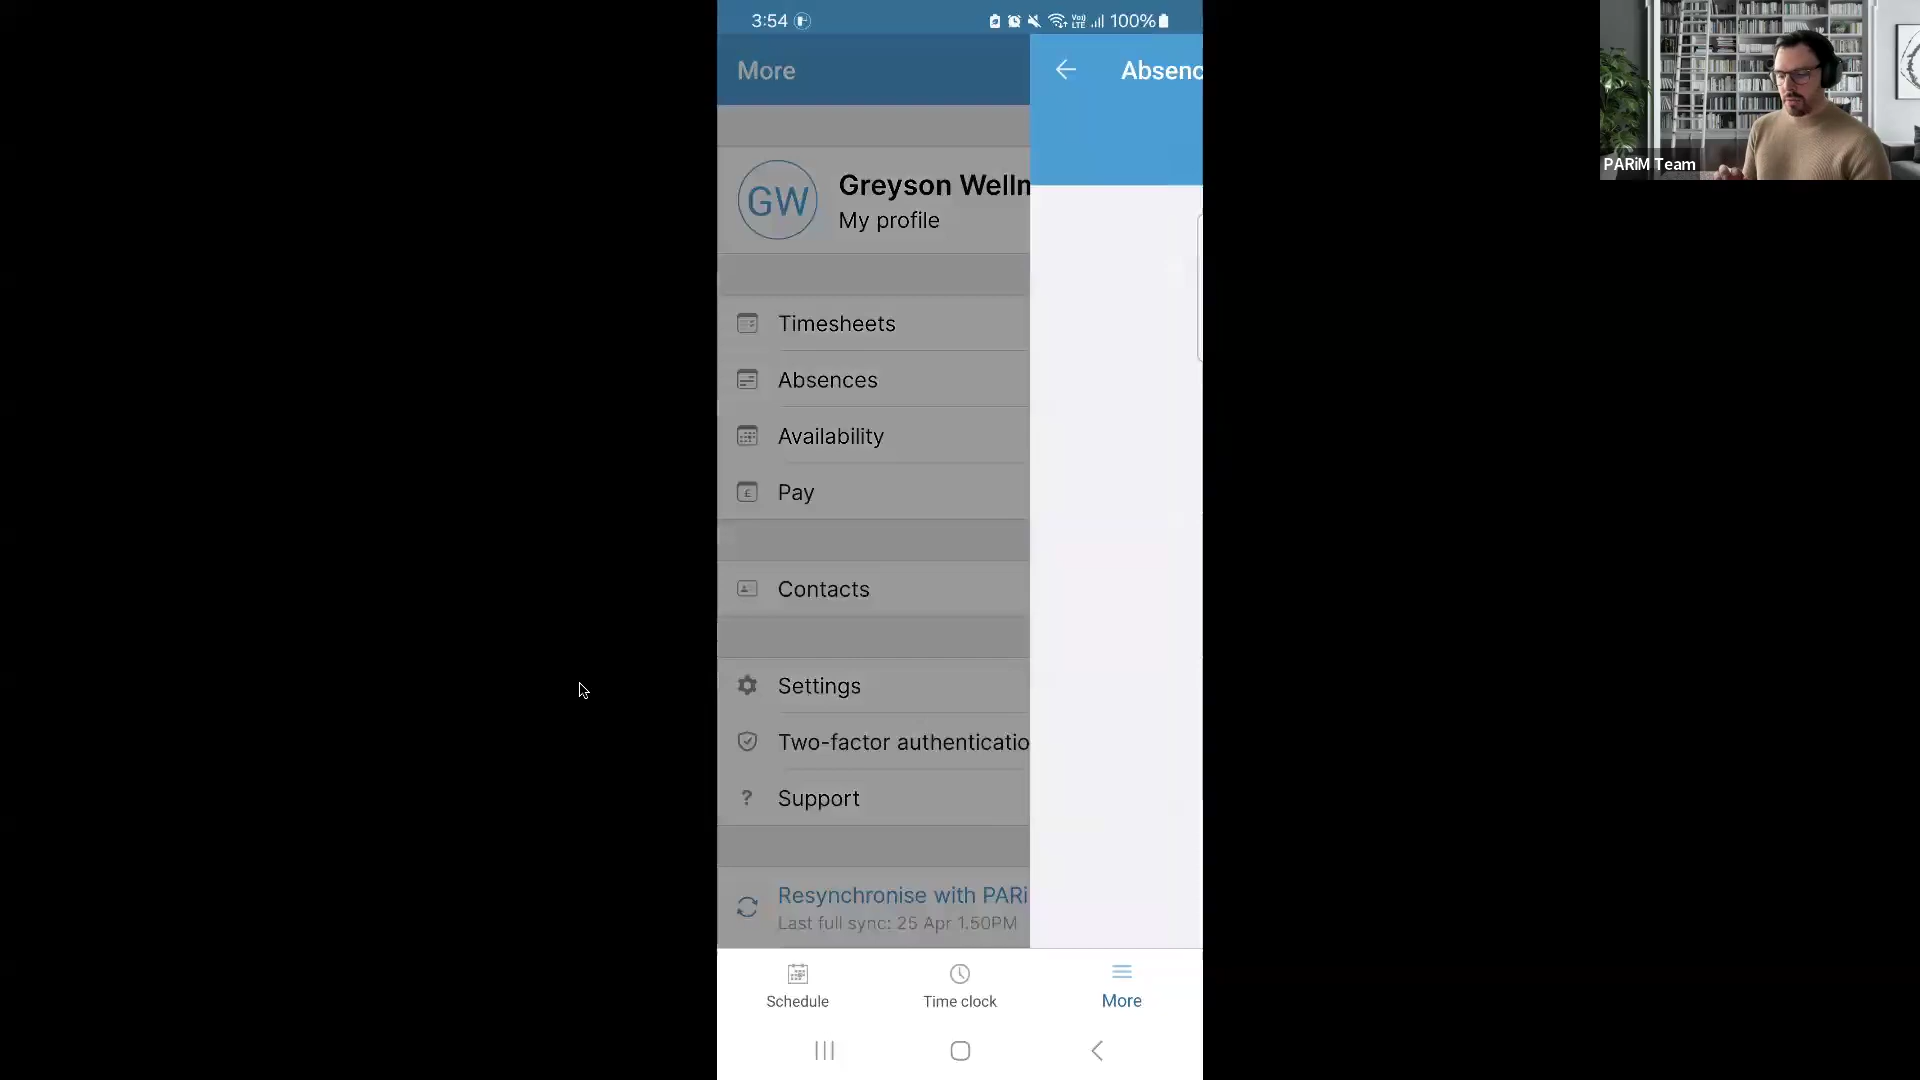 3:54
100%
More
Absenc
GW
Greyson Welln
My profile
Timesheets
Absences
Availability
Pay
Contacts
Settings
Two-factor authenticatio
Support
Resynchronise with PARi
Last full sync: 25 Apr 1.50PM
Schedule
Time clock
More
PARiM Team